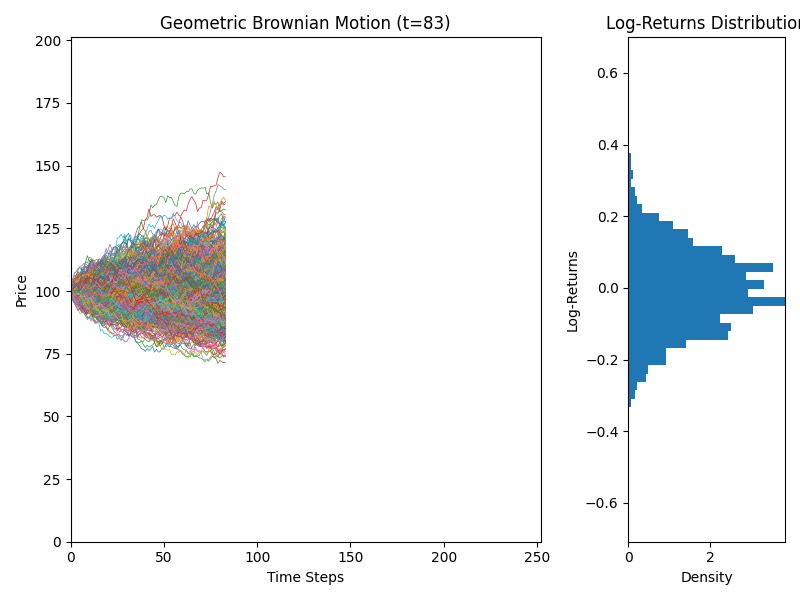 Geometric Brownian Motion (t=83)
200
175
150
125
100
75
50
25
0
Price
0 50 100 150 200 250
Time Steps
Log-Returns Distribution
0.6
0.4
0.2
0.0
−0.2
−0.4
−0.6
Log-Returns
0 2
Density